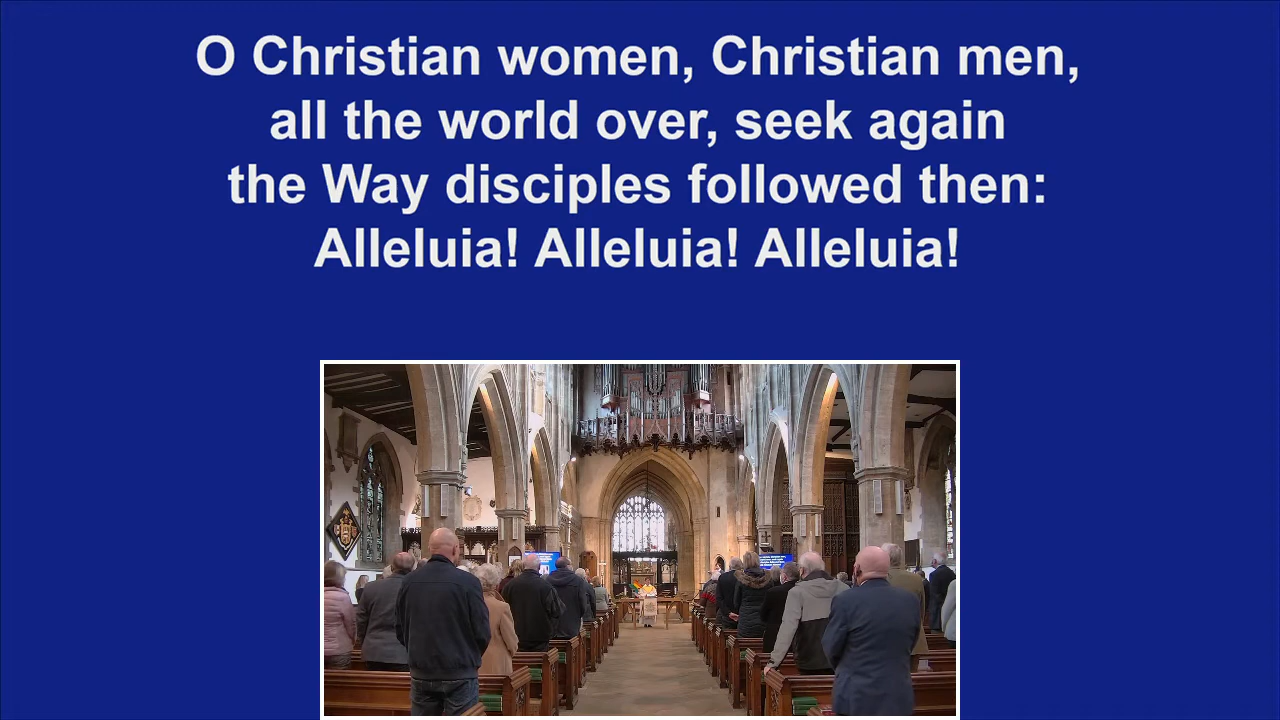 O Christian women, Christian men,
all the world over, seek again
the Way disciples followed then:
Alleluia! Alleluia! Alleluia!